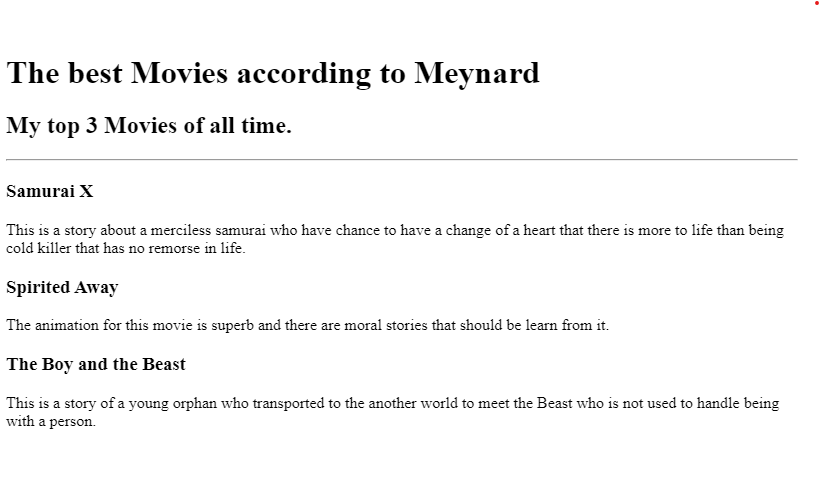 The best Movies according to Meynard
My top 3 Movies of all time.
Samurai X
This is a story about a merciless samurai who have chance to have a change of a heart that there is more to life than being
cold killer that has no remorse in life.
Spirited Away
The animation for this movie is superb and there are moral stories that should be learn from it.
The Boy and the Beast
This is a story of a young orphan who transported to the another world to meet the Beast who is not used to handle being
with a person.